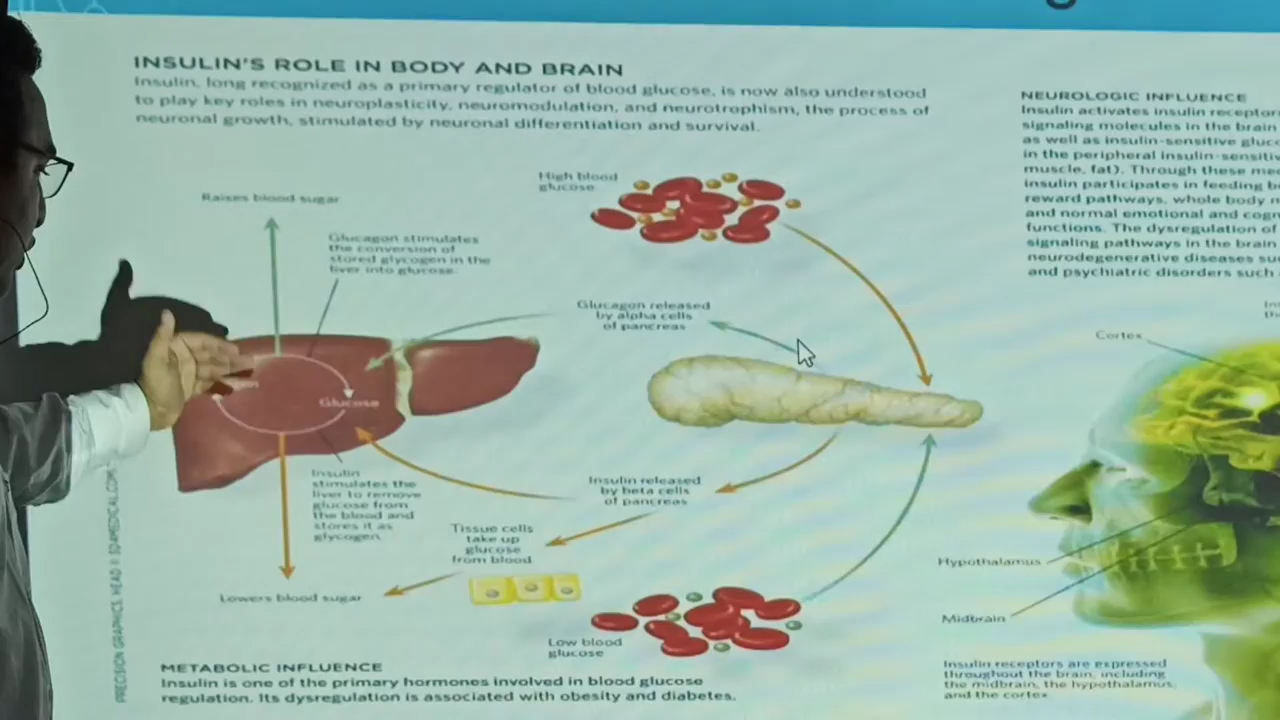 INSULIN'S ROLE IN BODY AND BRAIN
Insulin, long recognized as a primary regulator of blood glucose, is now also understood
to play key roles in neuroplasticity, neuromodulation, and neurotrophism, the process of
neuronal growth, stimulated by neuronal differentiation and survival.
High blood
glucose
Raises blood sugar
Glucagon stimulates
the conversion of
stored glycogen in the
liver into glucose.
Glucagon released
by alpha cells
of pancreas
Glucose
Insulin
stimulates the
liver to remove
glucose from
the blood and
stores it as
glycogen.
Insulin released
by beta cells
of pancreas
Tissue cells
take up
glucose
from blood
Lowers blood sugar
Low blood
glucose
METABOLIC INFLUENCE
Insulin is one of the primary hormones involved in blood glucose
regulation. Its dysregulation is associated with obesity and diabetes.
PRECISION GRAPHICS. HEAD © 3D4MEDICAL.COM
NEUROLOGIC INFLUENCE
Insulin activates insulin
signaling molecules in the brain
as well as insulin-sensitive
in the peripheral
muscle, fat). Through these
insulin participates in feeding
reward pathways, whole body
and normal emotional and
functions. The dysregulation of
signaling pathways in the brain
neurodegenerative diseases
and psychiatric disorders such
Cortex
Hypothalamus
Midbrain
Insulin receptors are expressed
throughout the brain, including
the midbrain, the hypothalamus,
and the cortex.